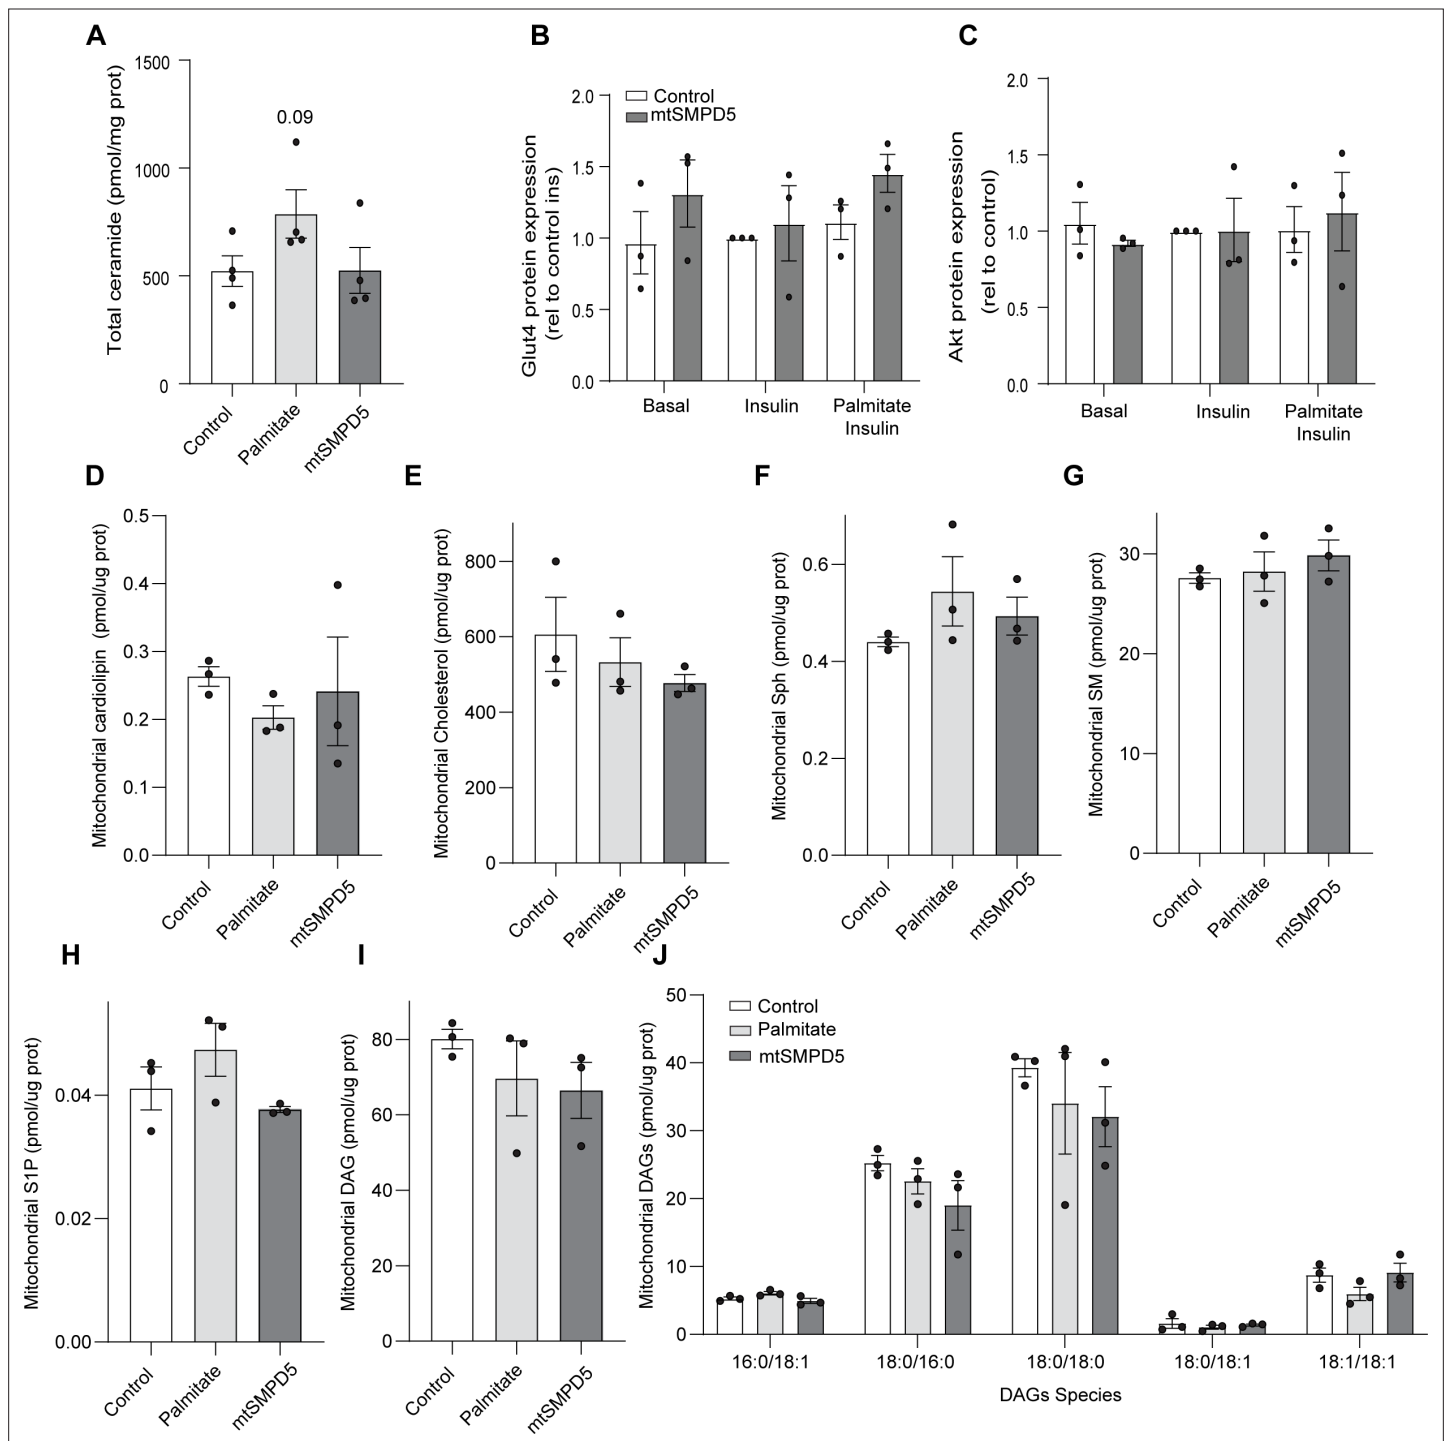 A
Total ceramide (pmol/mg prot)
1500
1000
500
0
0.09
Control
Palmitate
mtSMPD5
B
Glut4 protein expression
(rel to control ins)
2.0
1.5
1.0
0.5
0.0
Control
mtSMPD5
Basal
Insulin
Palmitate
Insulin
C
Akt protein expression
(rel to control)
2.0
1.5
1.0
0.5
0.0
Basal
Insulin
Palmitate
Insulin
D
Mitochondrial cardiolipin (pmol/ug prot)
0.5
0.4
0.3
0.2
0.1
0.0
Control
Palmitate
mtSMPD5
E
Mitochondrial Cholesterol (pmol/ug prot)
800
600
400
200
0
Control
Palmitate
mtSMPD5
F
Mitochondrial Sph (pmol/ug prot)
0.6
0.4
0.2
0.0
Control
Palmitate
mtSMPD5
G
Mitochondrial SM (pmol/ug prot)
30
20
10
0
Control
Palmitate
mtSMPD5
H
Mitochondrial S1P (pmol/ug prot)
0.04
0.02
0.00
Control
Palmitate
mtSMPD5
I
Mitochondrial DAG (pmol/ug prot)
80
60
40
20
0
Control
Palmitate
mtSMPD5
J
Mitochondrial DAGs (pmol/ug prot)
50
40
30
20
10
0
Control
Palmitate
mtSMPD5
16:0/18:1
18:0/16:0
18:0/18:0
18:0/18:1
18:1/18:1
DAGs Species